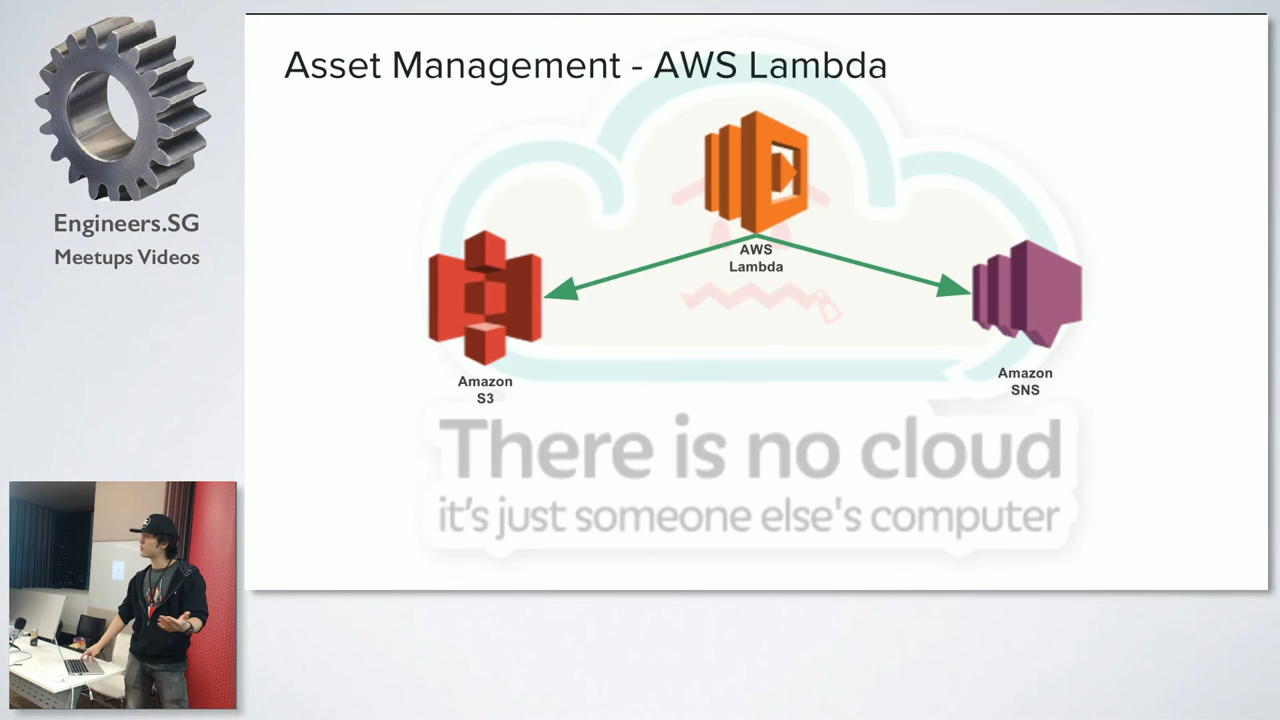 Engineers.SG
Meetups Videos
Asset Management - AWS Lambda
AWS
Lambda
Amazon
S3
Amazon
SNS
There is no cloud
it's just someone else's computer